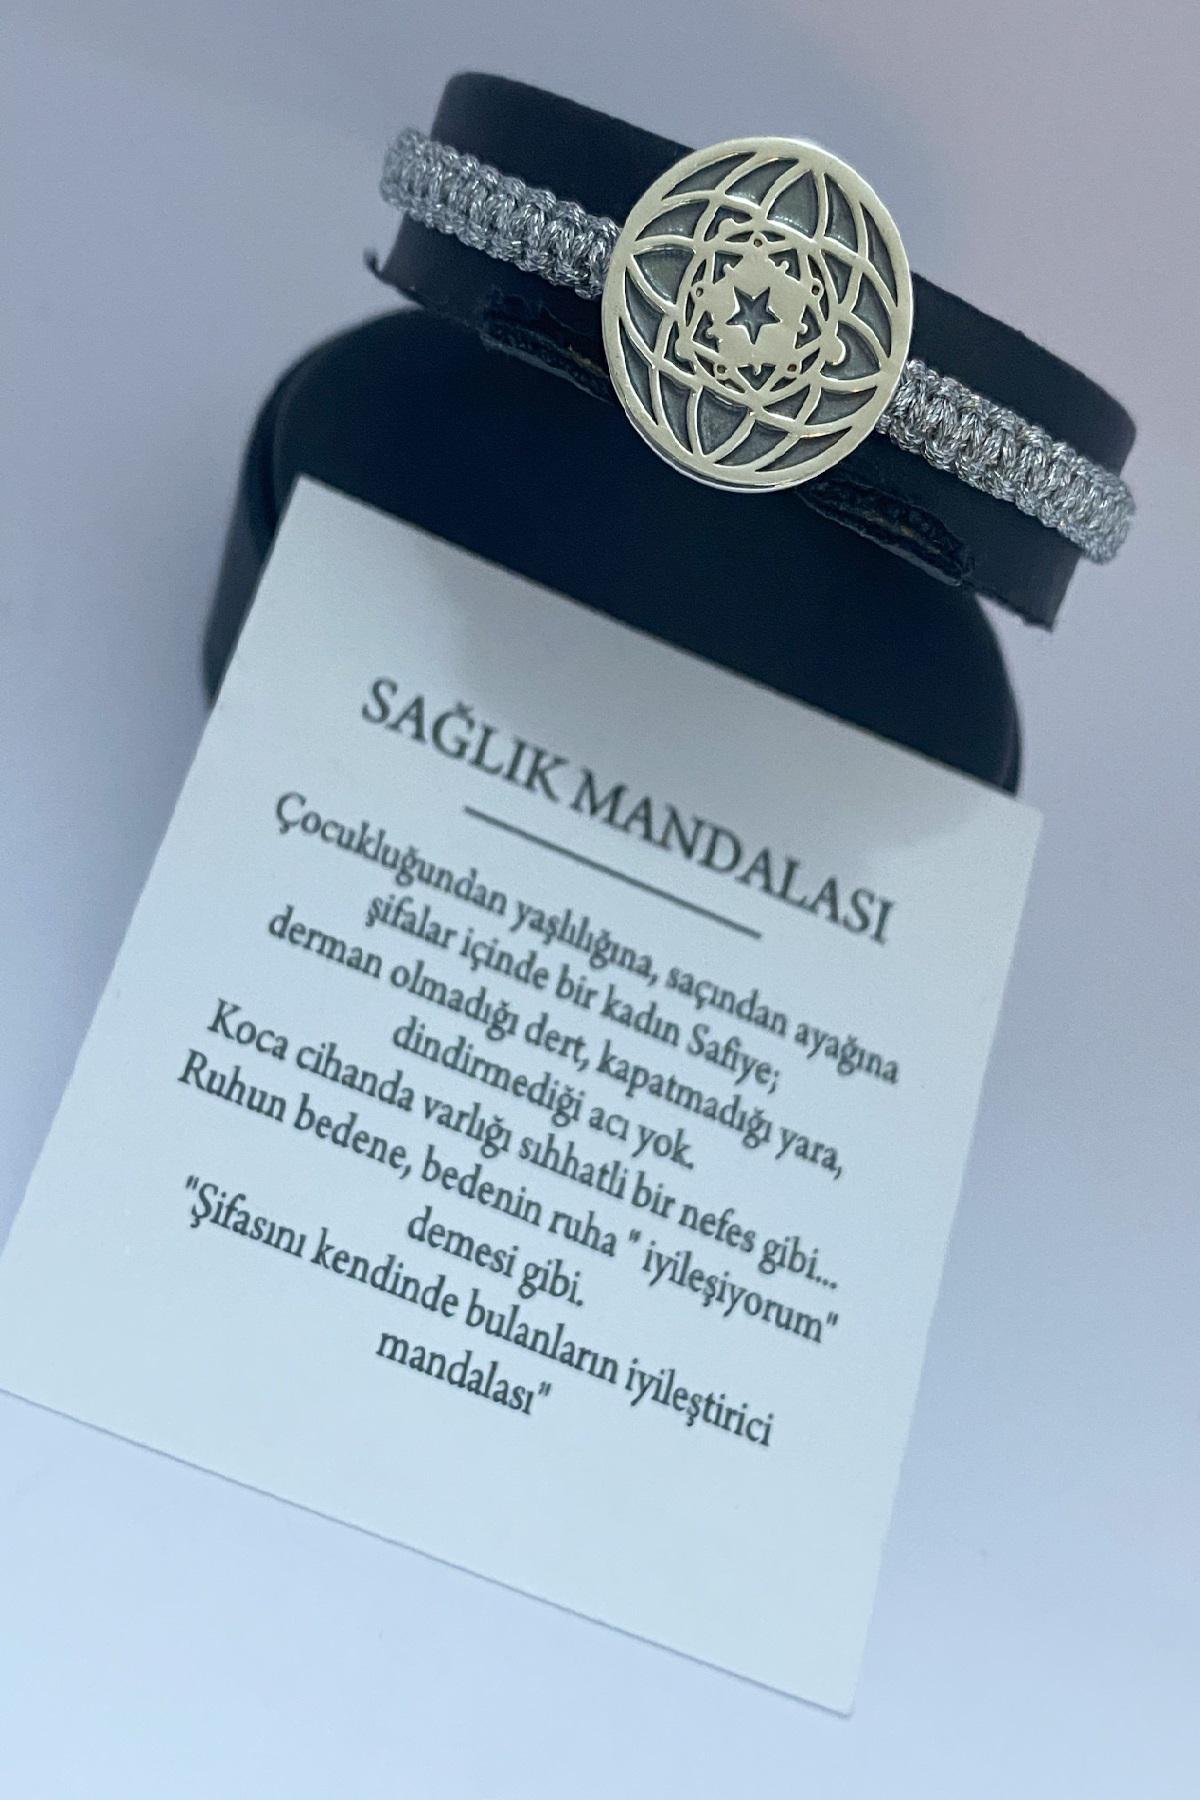 SAĞLIK MANDALASI
Çocukluğundan yaşlılığına, saçından ayağına
şifalar içinde bir kadın Safiye;
derman olmadığı dert, kapatmadığı yara,
dindirmediği acı yok.
Koca cihanda varlığı sıhhatli bir nefes gibi...
Ruhun bedene, bedenin ruha " iyileşiyorum"
demesi gibi.
"Şifasını kendinde bulanların iyileştirici
mandalası"